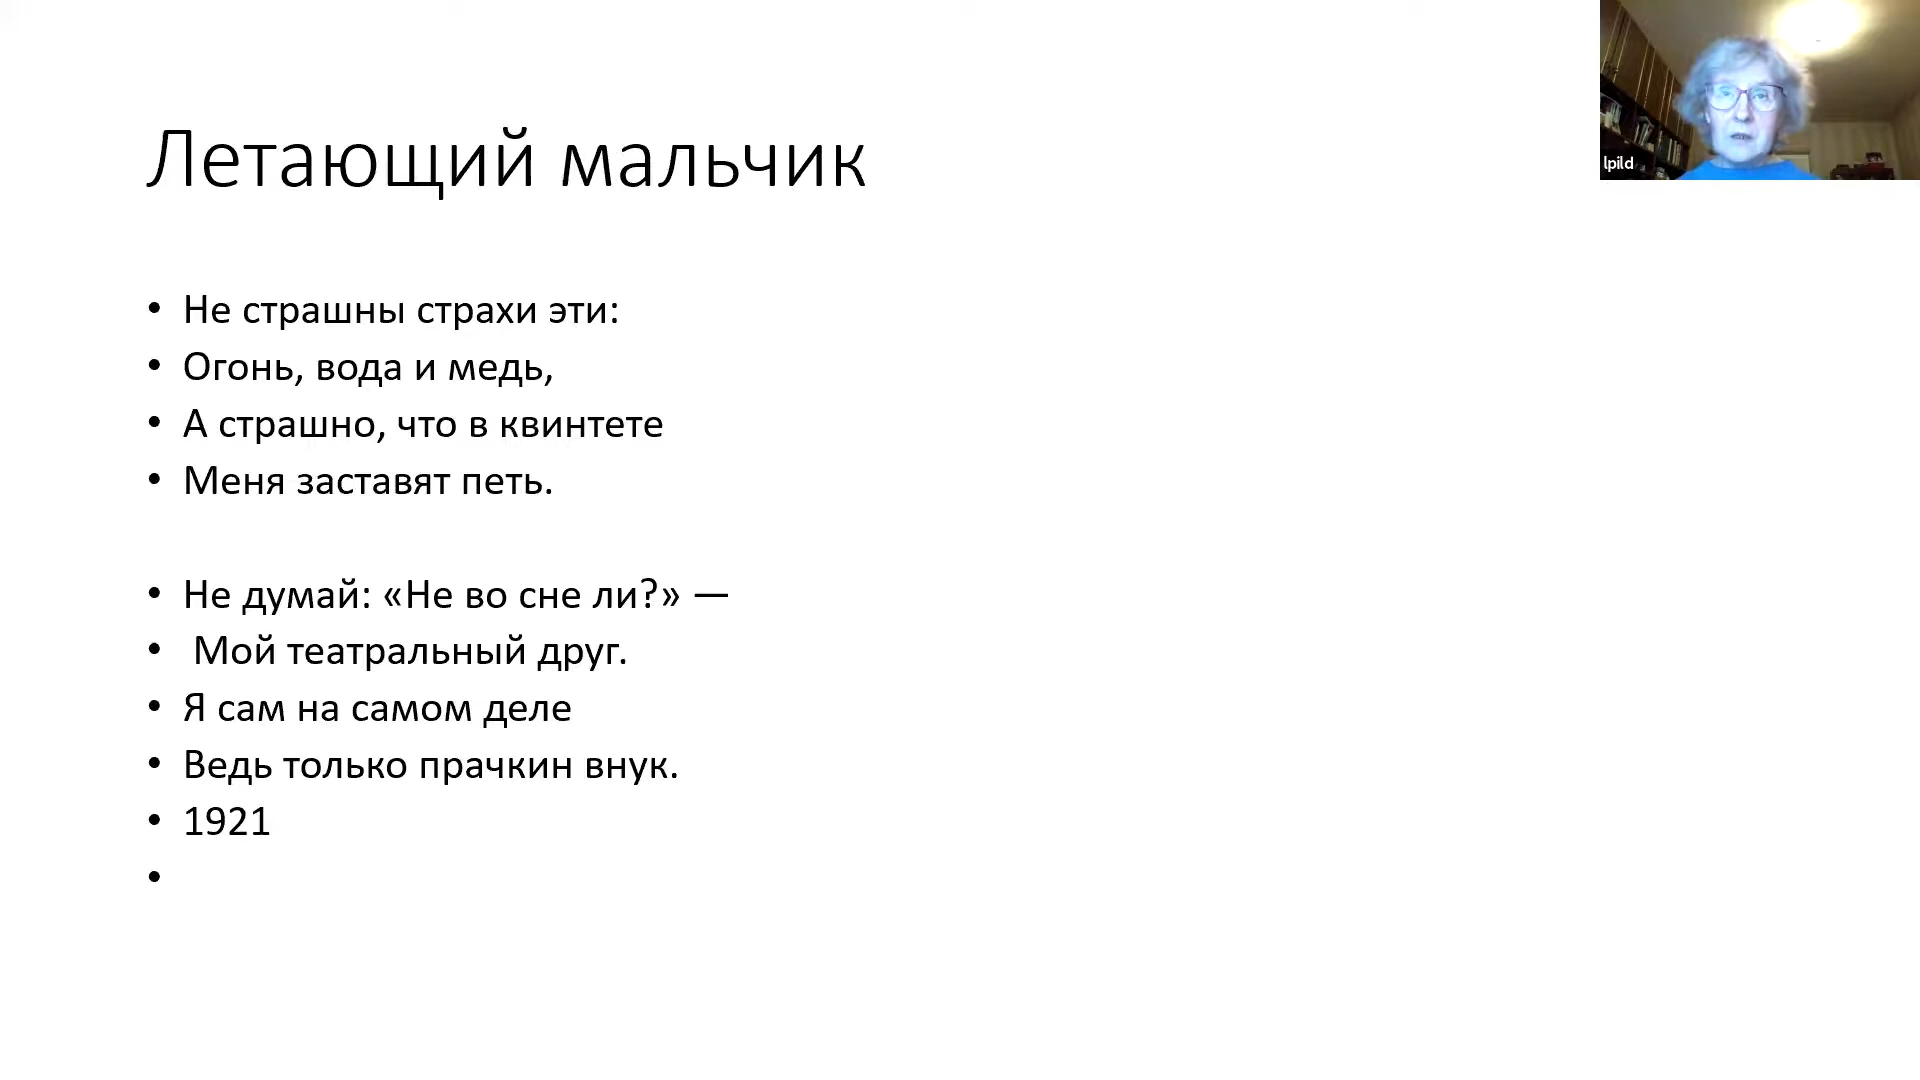 Летающий мальчик
lpild
• Не страшны страхи эти:
• Огонь, вода и медь,
• А страшно, что в квинтете
• Меня заставят петь.
• Не думай: «Не во сне ли?» —
• Мой театральный друг.
• Я сам на самом деле
• Ведь только прачкин внук.
• 1921
•